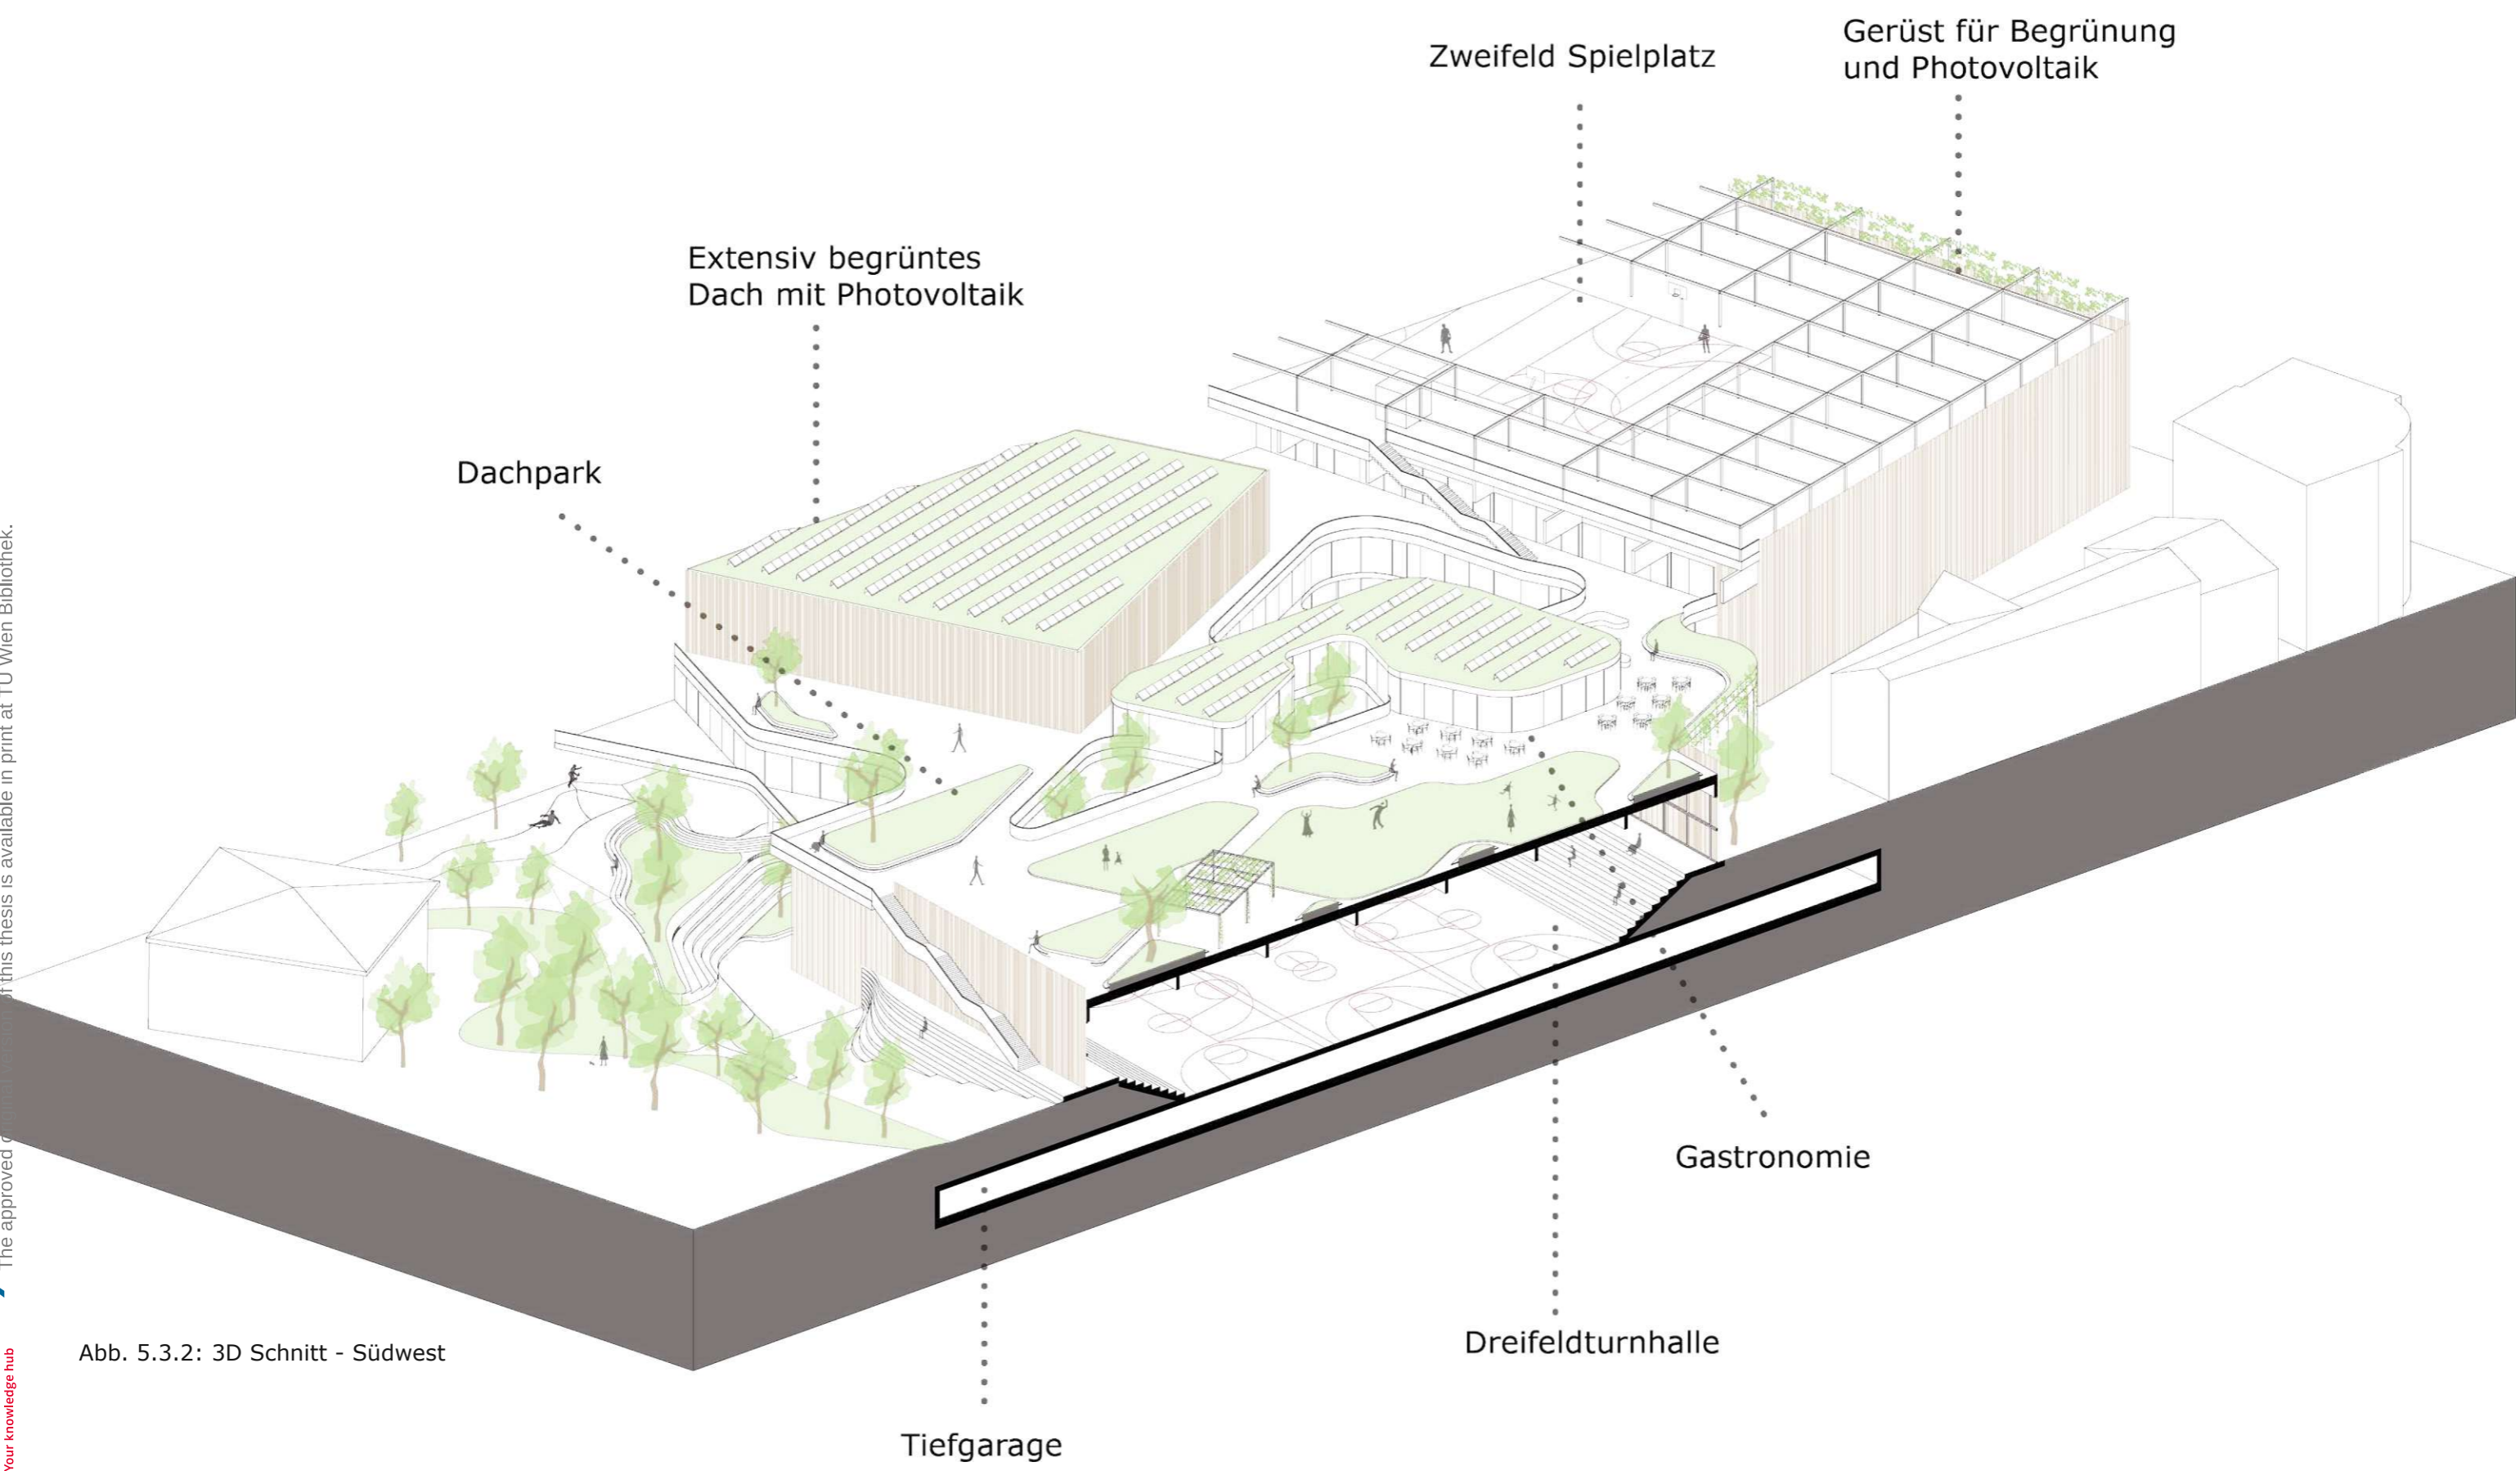 Zweifeld Spielplatz
Gerüst für Begrünung
und Photovoltaik
Extensiv begrüntes
Dach mit Photovoltaik
Dachpark
Gastronomie
Dreifeldturnhalle
Tiefgarage
Abb. 5.3.2: 3D Schnitt - Südwest
The approved
of this thesis is available in print at TU Wien Bibliothek.
Your knowledge hub